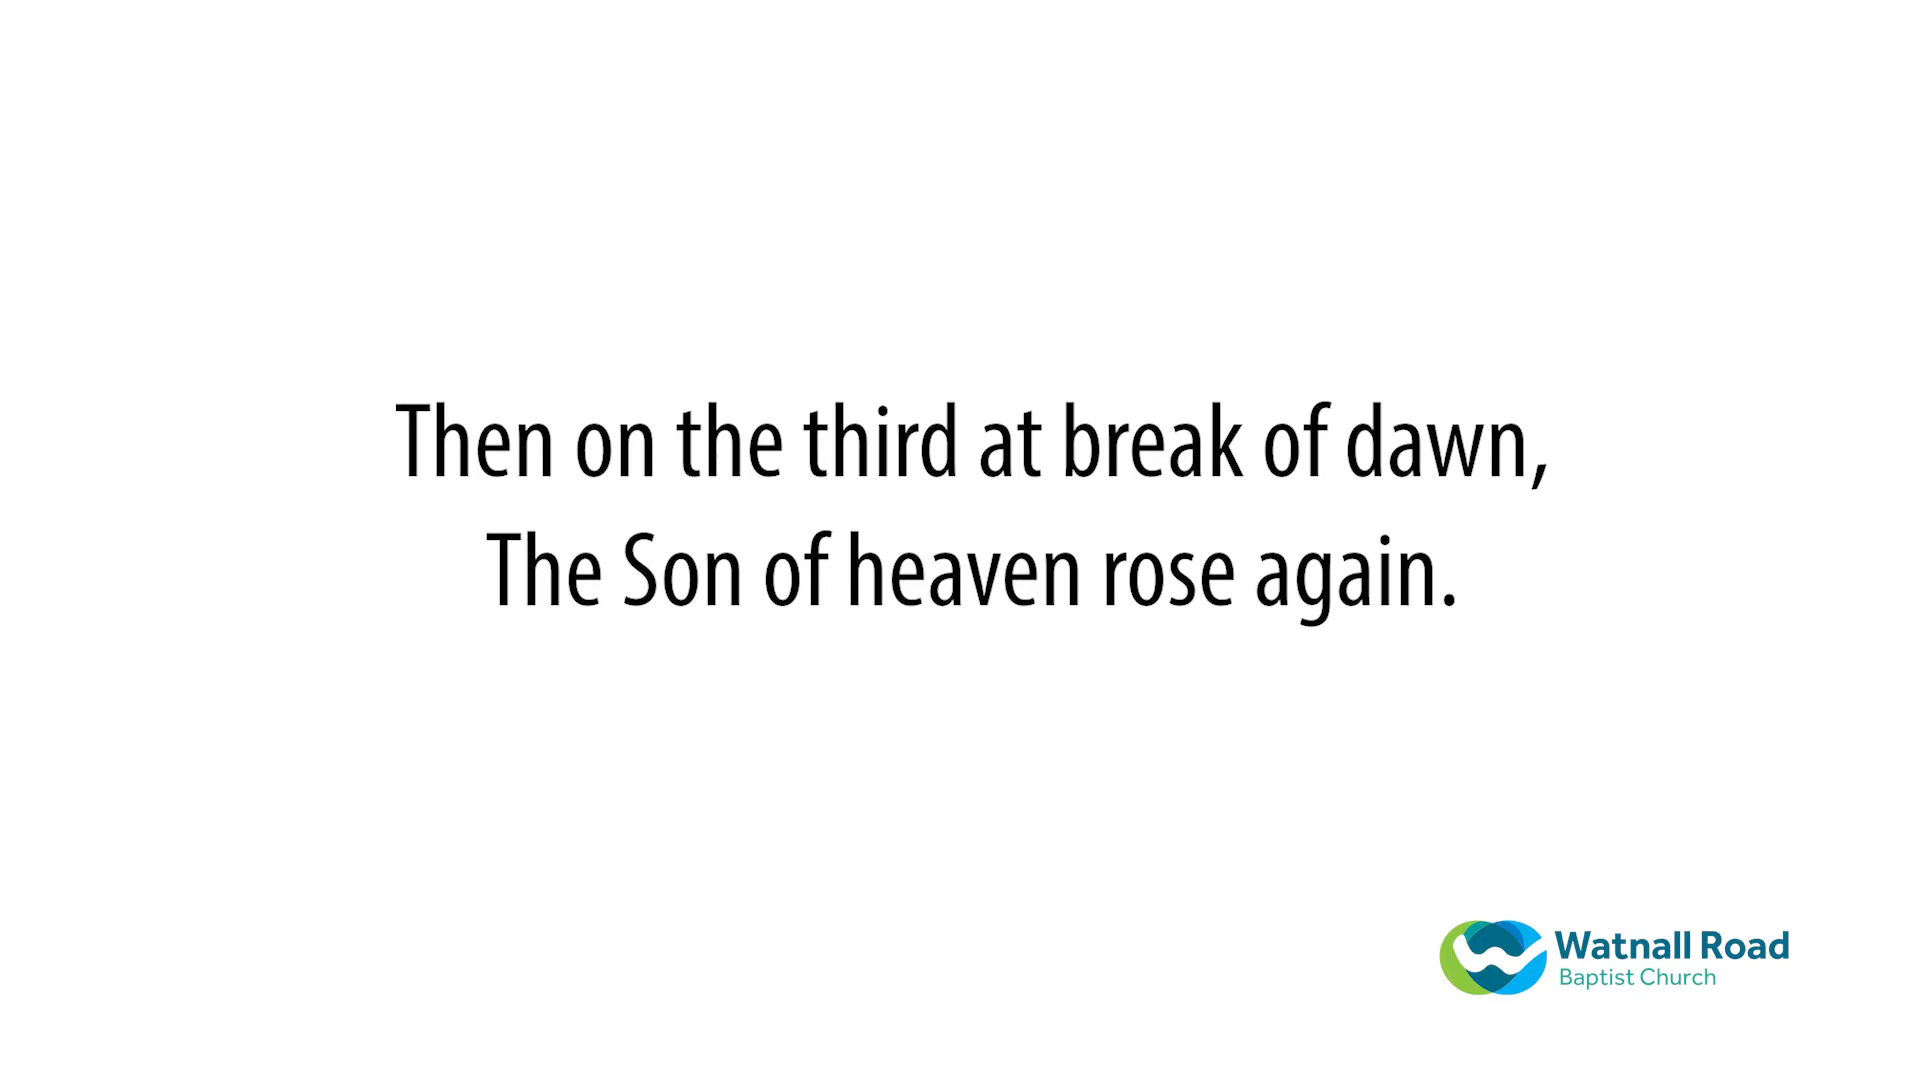 Then on the third at break of dawn,
The Son of heaven rose again.
Watnall Road
Baptist Church